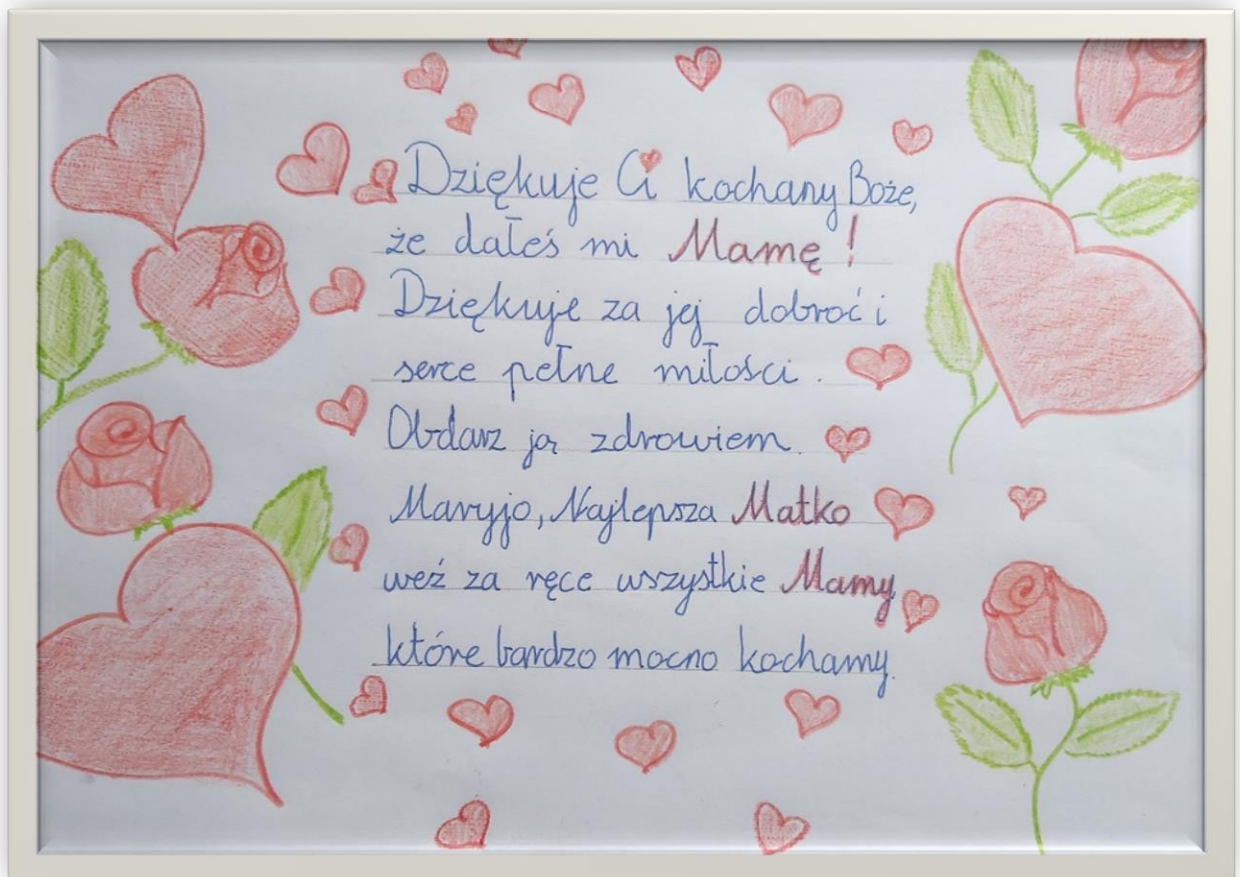 Dziękuje Ci kochany Boże,
że dałeś mi Mamę !
Dziękuje za jej dobroć i
serce pełne miłości .
Obdarz ją zdrowiem.
Maryjo, Najlepsza Matko
weź za ręce wszystkie Mamy,
które bardzo mocno kochamy.